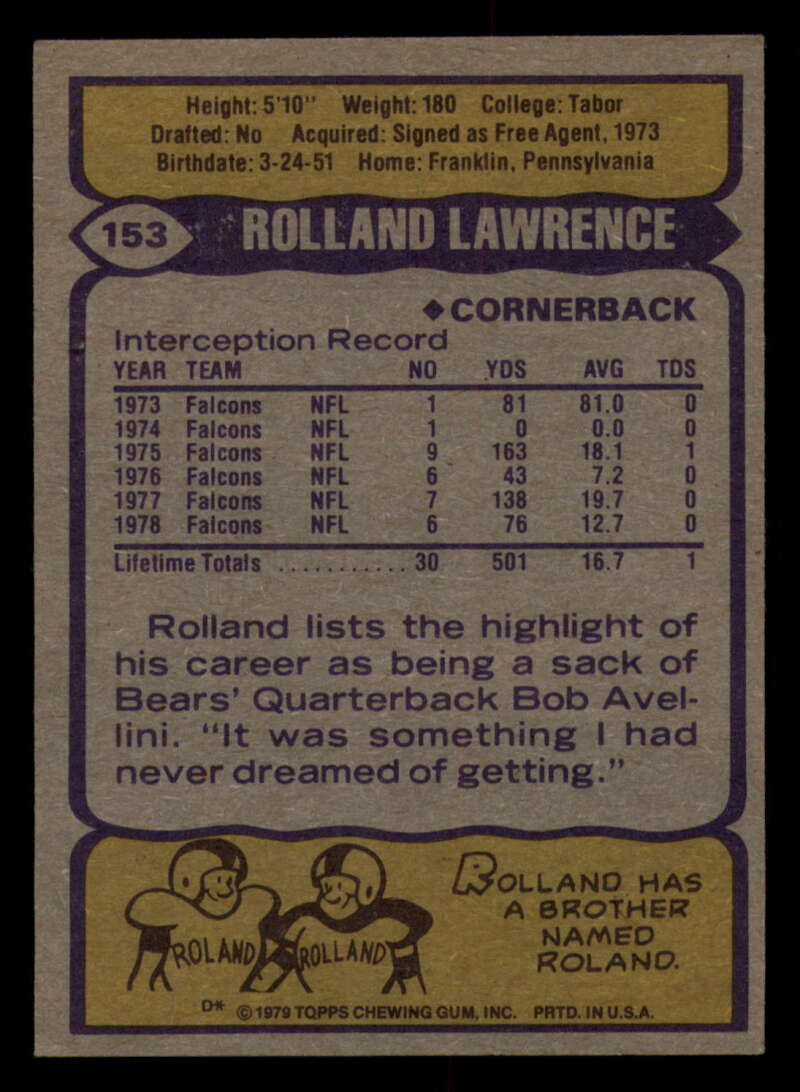 Height: 5'10" Weight: 180 College: Tabor
Drafted: No Acquired: Signed as Free Agent, 1973
Birthdate: 3-24-51 Home: Franklin, Pennsylvania
153 ROLLAND LAWRENCE
◆CORNERBACK
Interception Record
YEAR TEAM NO YDS AVG TDS
1973 Falcons NFL 1 81 81.0 0
1974 Falcons NFL 1 0 0.0 0
1975 Falcons NFL 9 163 18.1 1
1976 Falcons NFL 6 43 7.2 0
1977 Falcons NFL 7 138 19.7 0
1978 Falcons NFL 6 76 12.7 0
Lifetime Totals ............ 30 501 16.7 1
Rolland lists the highlight of
his career as being a sack of
Bears' Quarterback Bob Avel-
lini. "It was something I had
never dreamed of getting."
ROLAND ROLLAND
ROLLAND HAS
A BROTHER
NAMED
ROLAND.
D* © 1979 TOPPS CHEWING GUM, INC. PRTD. IN U.S.A.